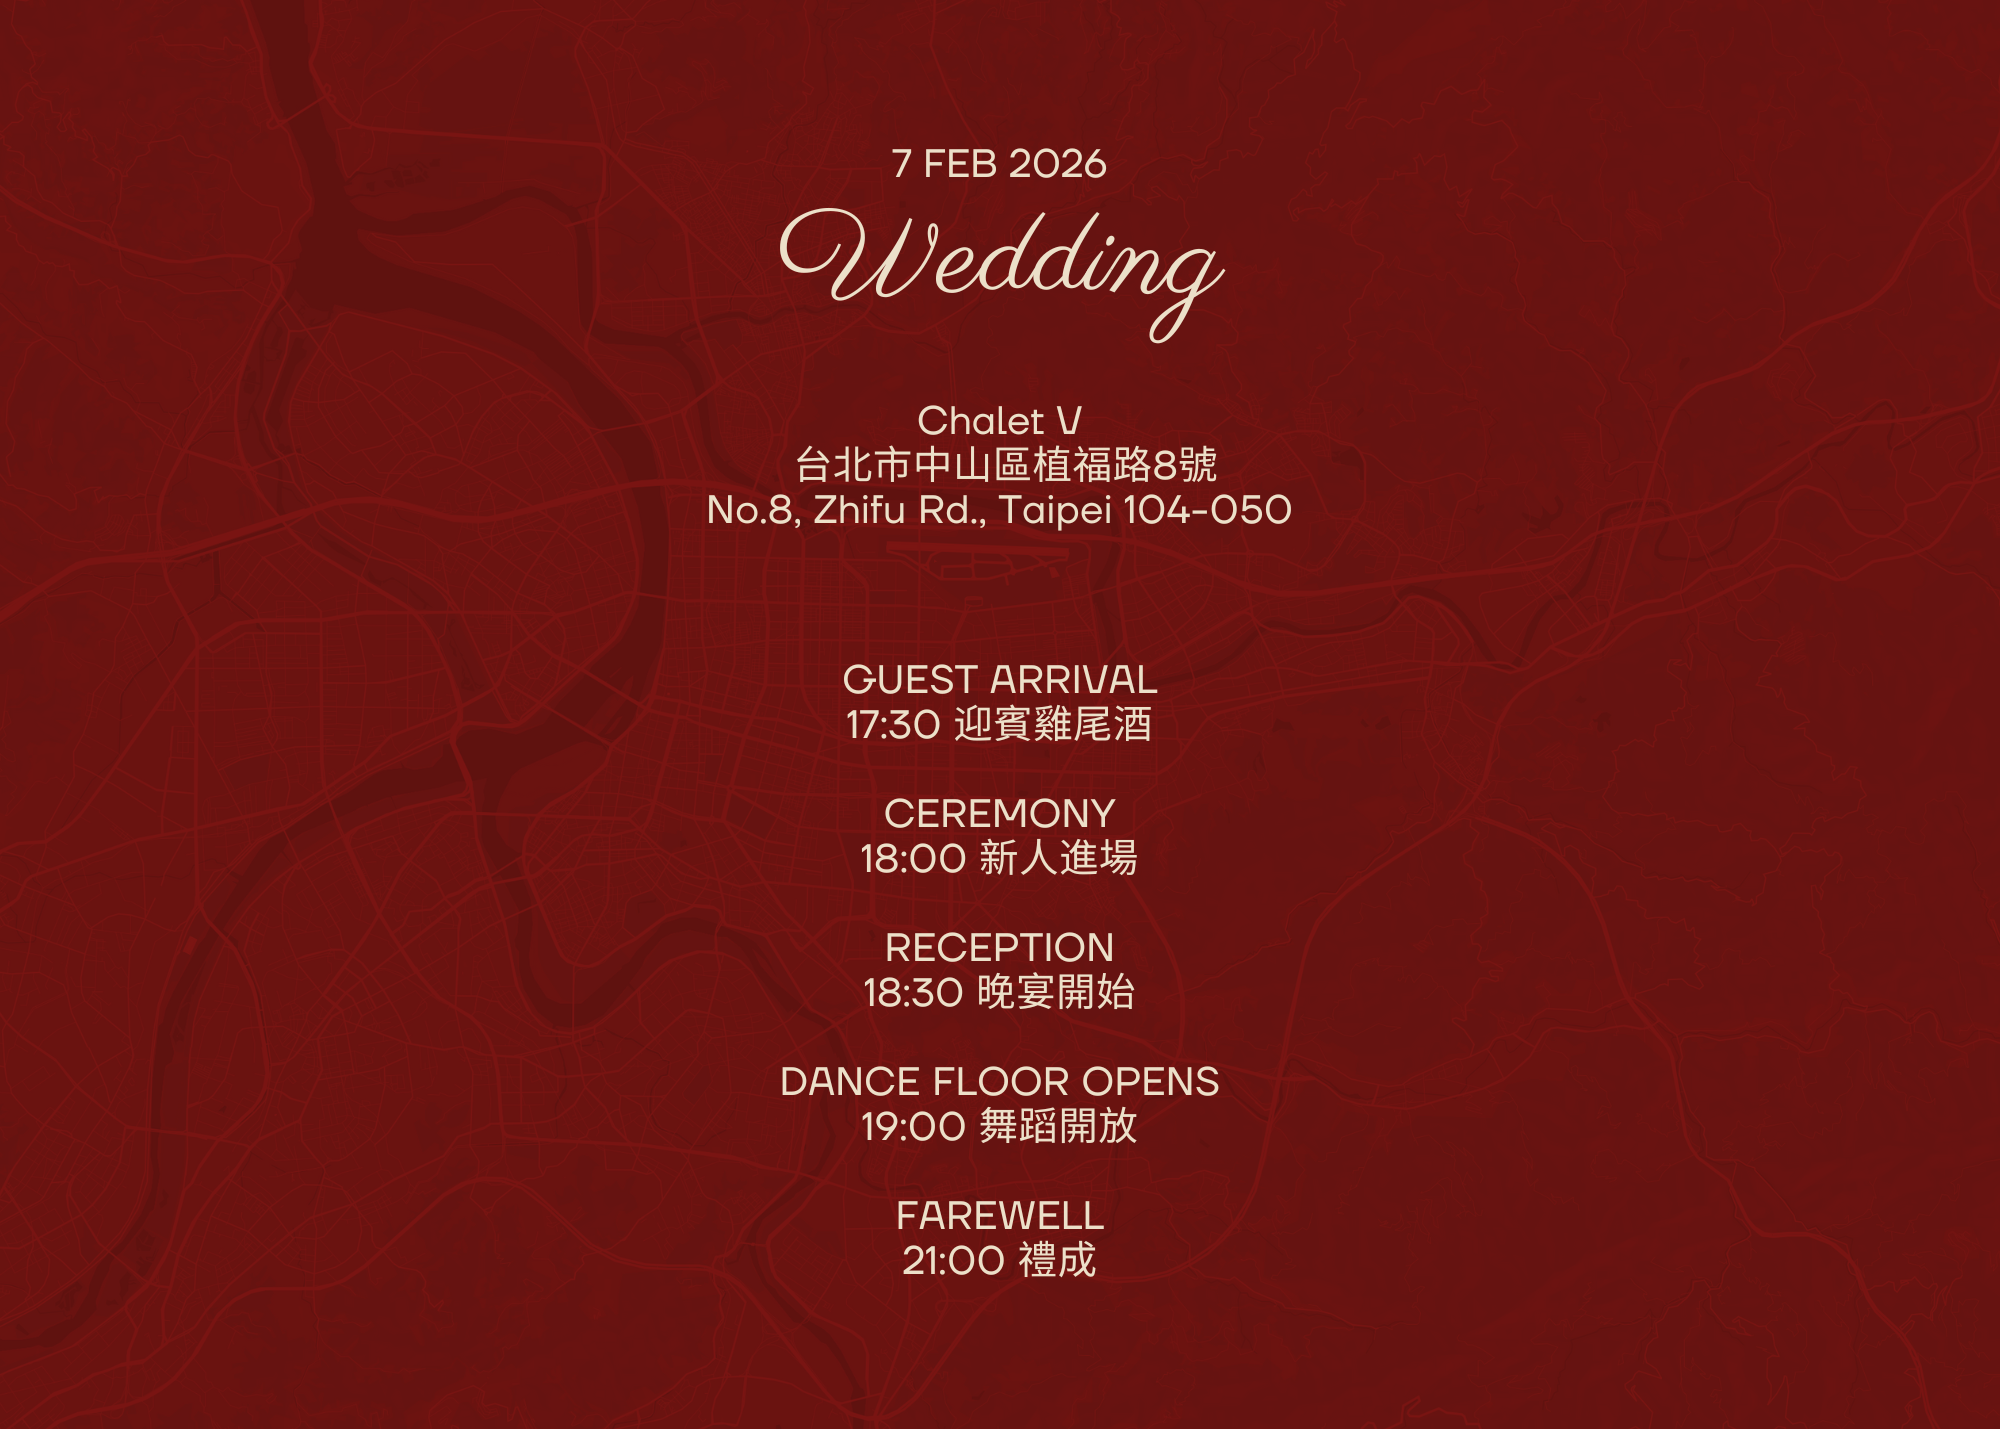 7 FEB 2026
Wedding
Chalet V
台北市中山區植福路8號
No.8, Zhifu Rd., Taipei 104-050
GUEST ARRIVAL
17:30 迎賓雞尾酒
CEREMONY
18:00 新人進場
RECEPTION
18:30 晚宴開始
DANCE FLOOR OPENS
19:00 舞蹈開放
FAREWELL
21:00 禮成